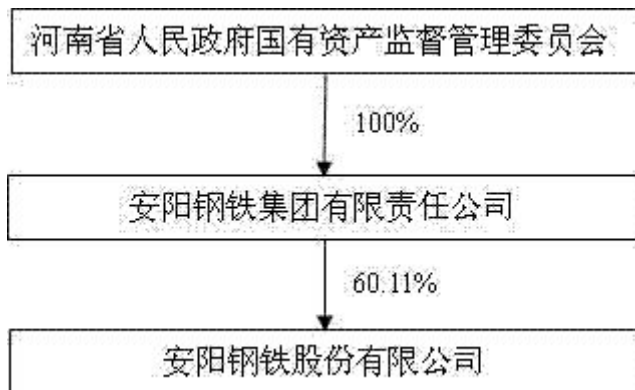 河南省人民政府国有资产监督管理委员会
100%
安阳钢铁集团有限责任公司
60.11%
安阳钢铁股份有限公司